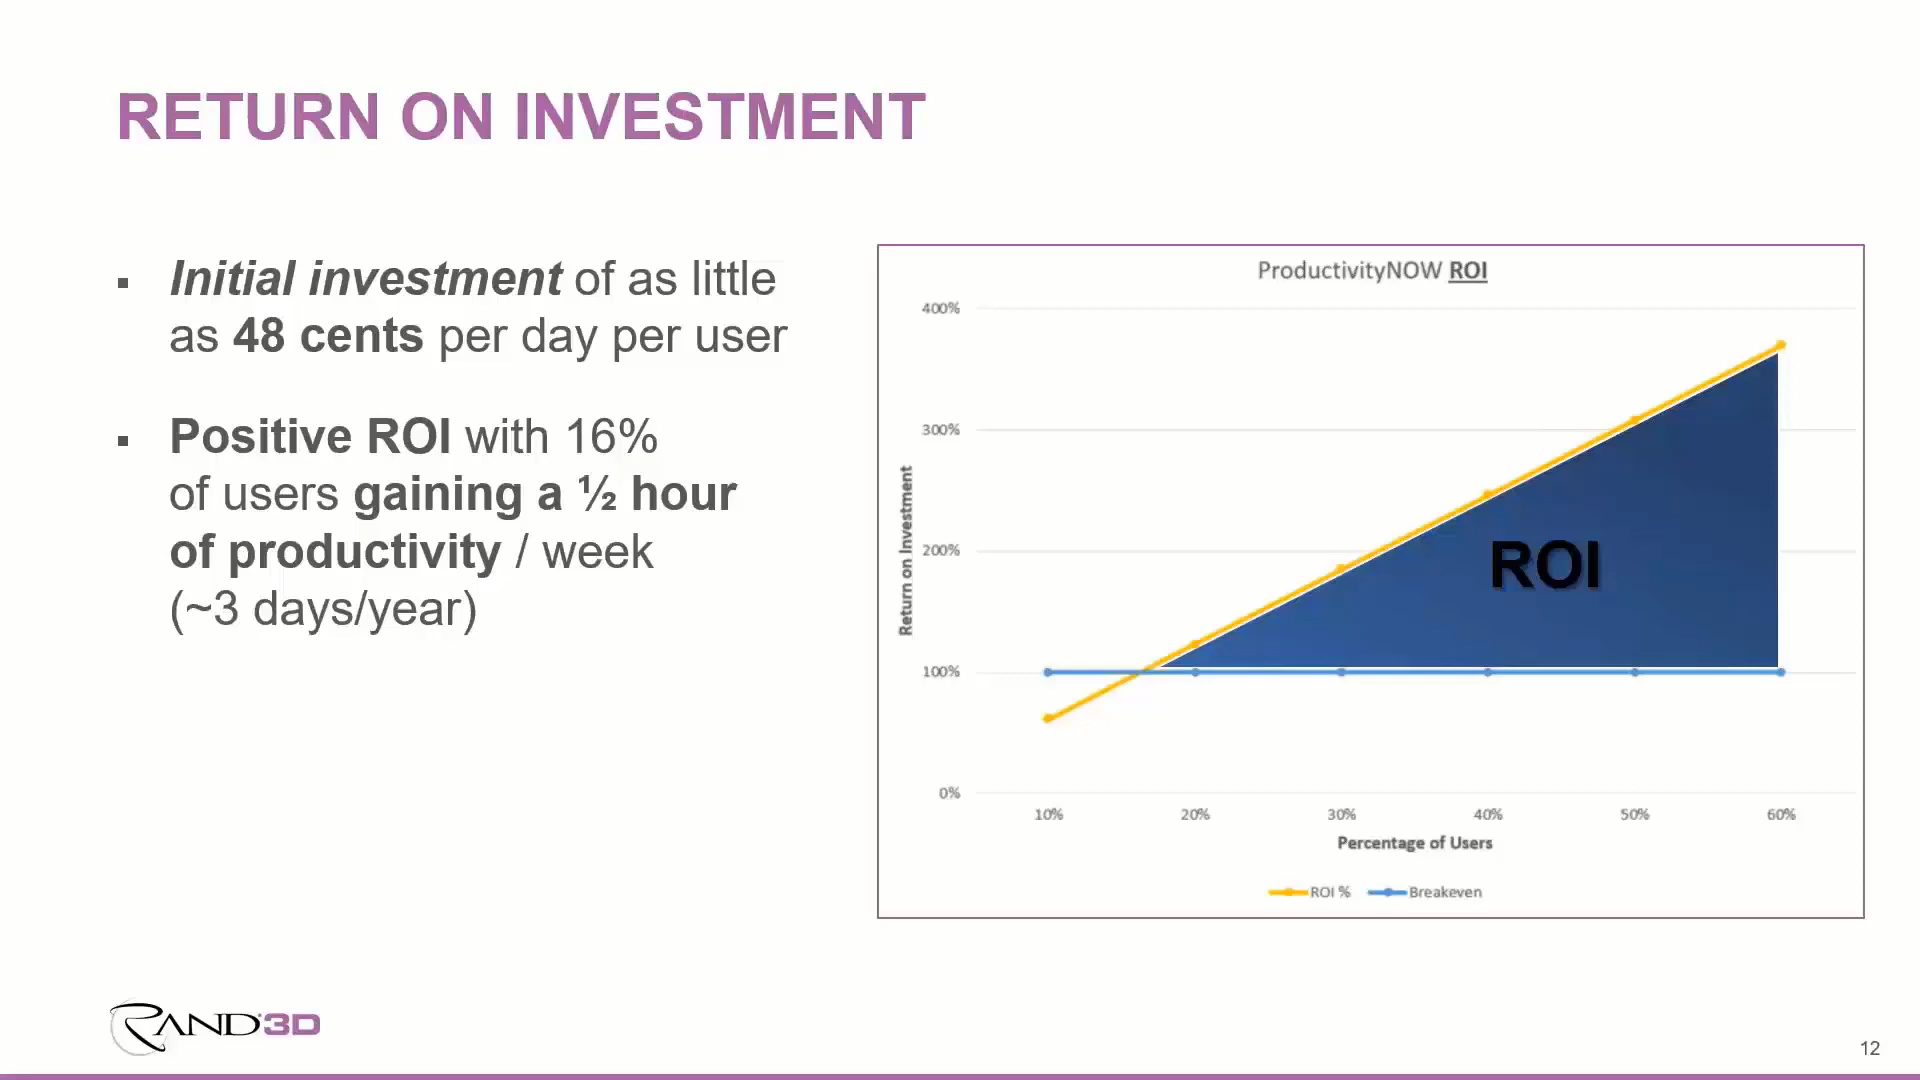 RETURN ON INVESTMENT
▪ Initial investment of as little
as 48 cents per day per user
▪ Positive ROI with 16%
of users gaining a ½ hour
of productivity / week
(~3 days/year)
ProductivityNOW ROI
400%
300%
200%
100%
0%
Return on Investment
ROI
10% 20% 30% 40% 50% 60%
Percentage of Users
ROI % Breakeven
RAND 3D
12